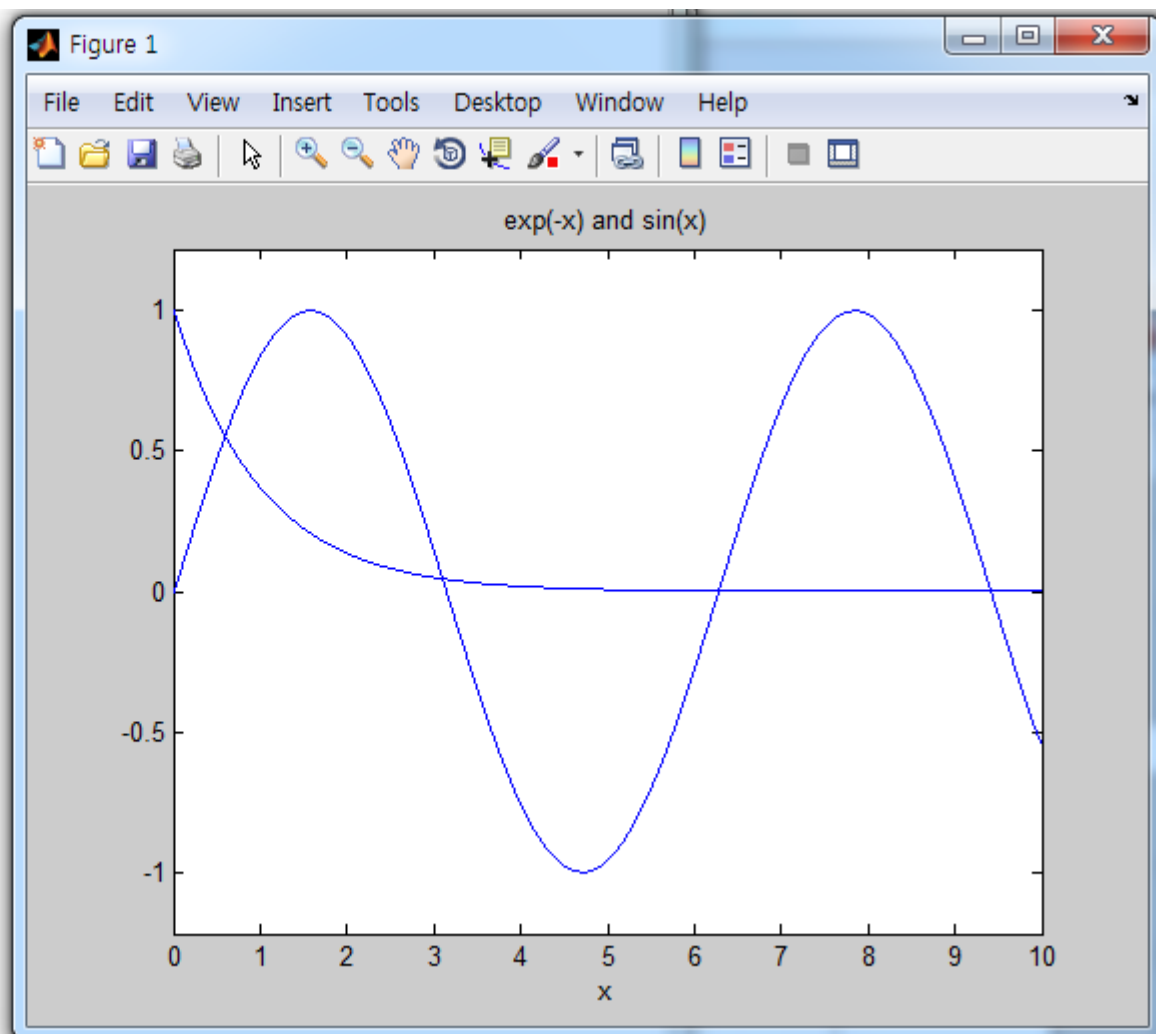 Figure 1
File Edit View Insert Tools Desktop Window Help
exp(-x) and sin(x)
1
0.5
0
-0.5
-1
0 1 2 3 4 5 6 7 8 9 10
x